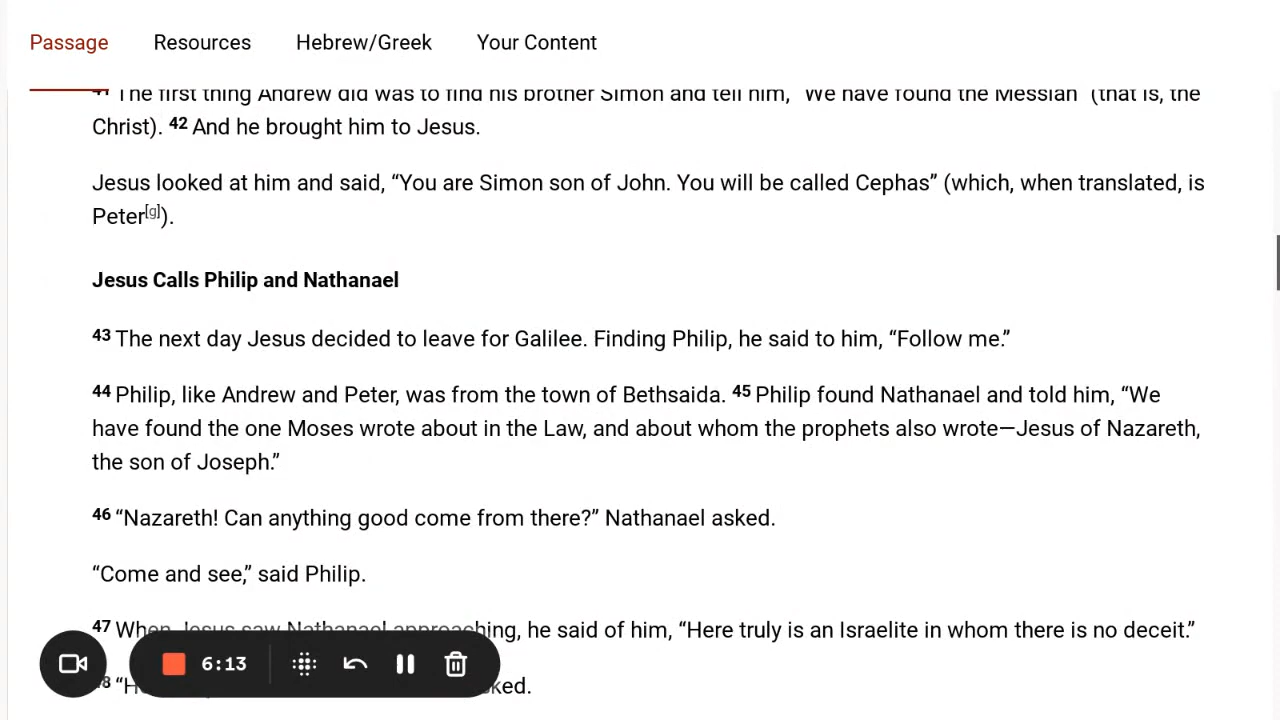 Passage Resources Hebrew/Greek Your Content
41 The first thing Andrew did was to find his brother Simon and tell him, “We have found the Messiah” (that is, the
Christ). 42 And he brought him to Jesus.
Jesus looked at him and said, “You are Simon son of John. You will be called Cephas” (which, when translated, is
Peter[g]).
Jesus Calls Philip and Nathanael
43 The next day Jesus decided to leave for Galilee. Finding Philip, he said to him, “Follow me.”
44 Philip, like Andrew and Peter, was from the town of Bethsaida. 45 Philip found Nathanael and told him, “We
have found the one Moses wrote about in the Law, and about whom the prophets also wrote—Jesus of Nazareth,
the son of Joseph.”
46 “Nazareth! Can anything good come from there?” Nathanael asked.
“Come and see,” said Philip.
47 When Jesus saw Nathanael approaching, he said of him, “Here truly is an Israelite in whom there is no deceit.”
6:13